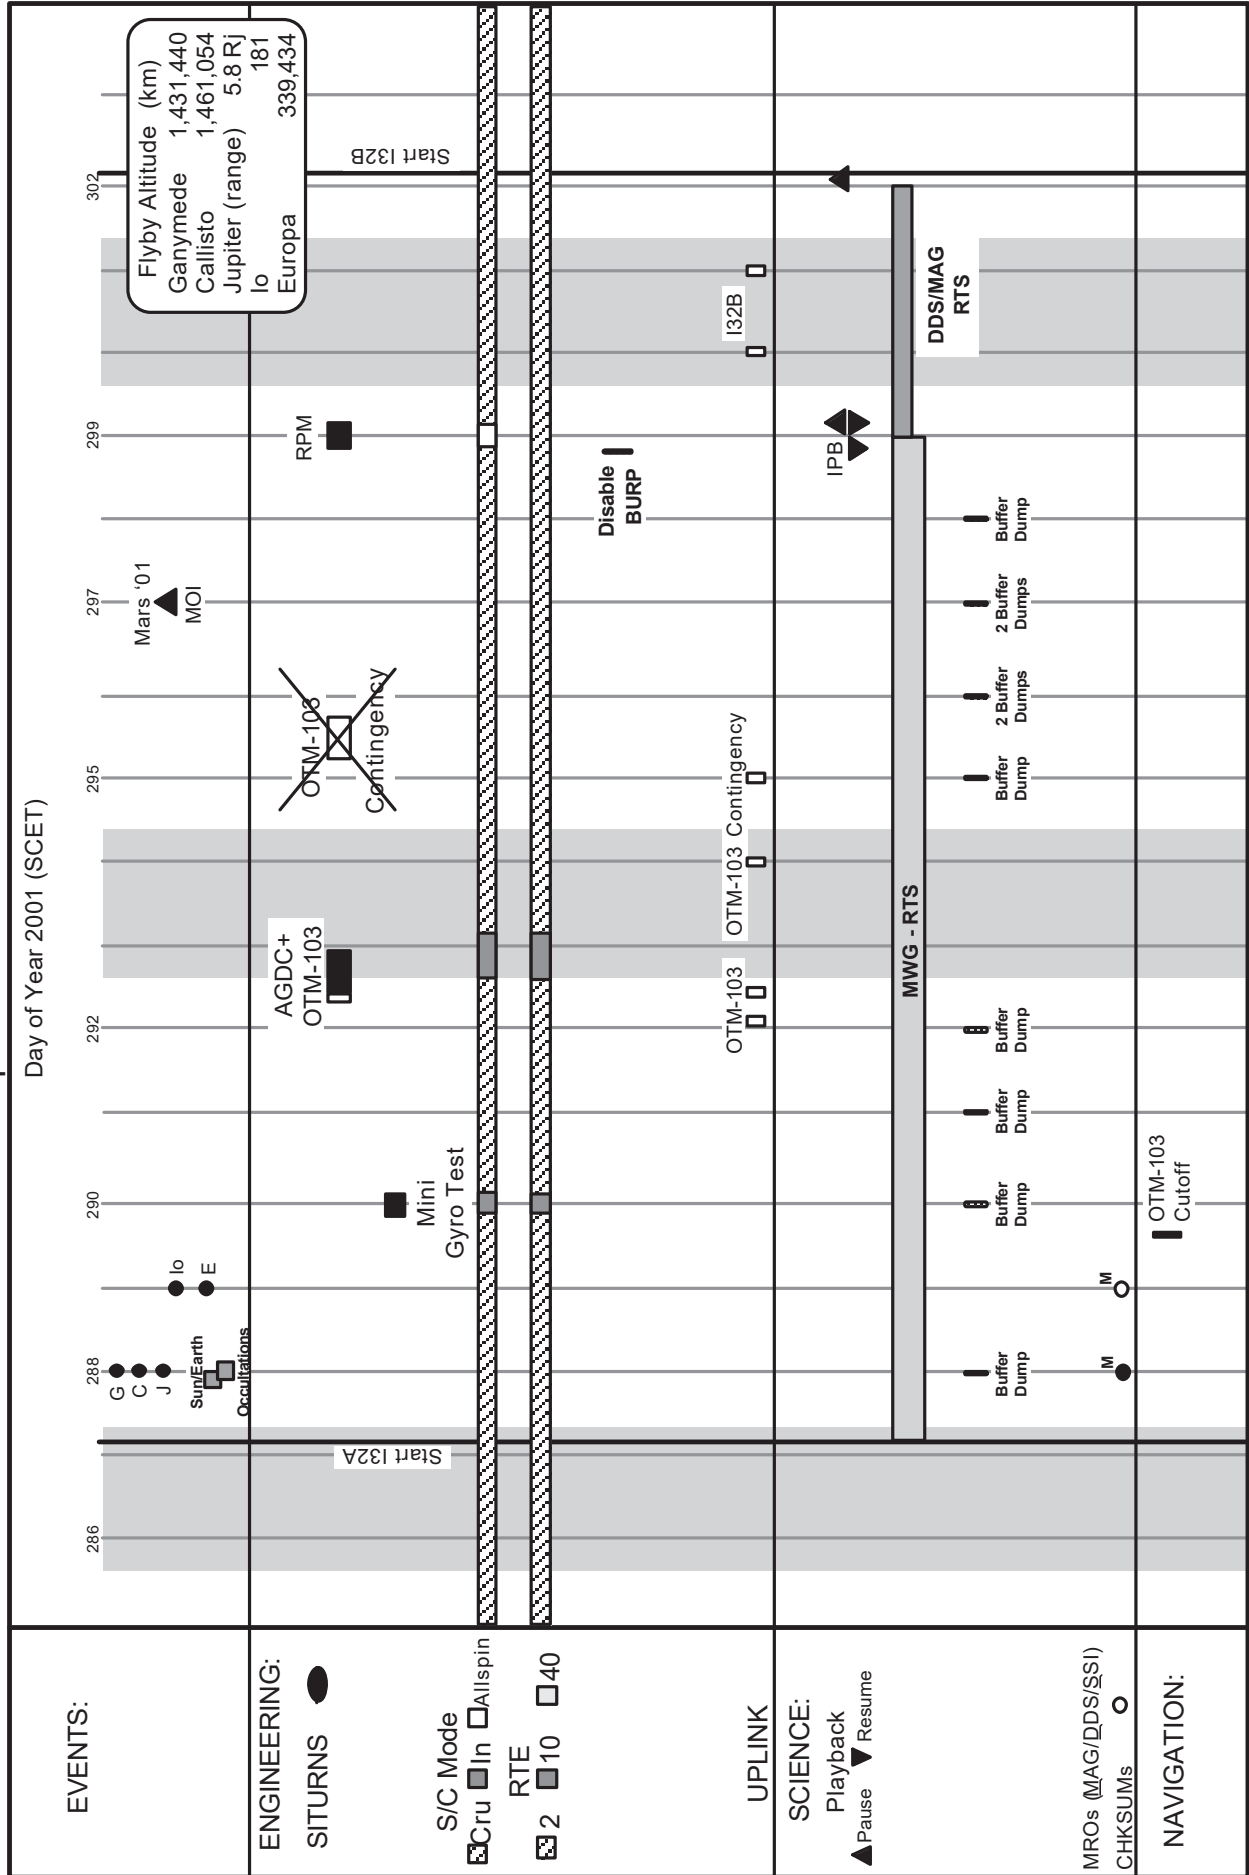 Day of Year 2001 (SCET)
286
288
290
292
295
297
299
302
EVENTS:
G
C
J
Sun/Earth
Occultations
Io
E
Mars ‘01
MOI
Flyby Altitude (km)
Ganymede 1,431,440
Callisto 1,461,054
Jupiter (range) 5.8 Rj
Io 181
Europa 339,434
ENGINEERING:
SITURNS
Start I32A
Mini
Gyro Test
AGDC+
OTM-103
OTM-103
Contingency
RPM
Start I32B
S/C Mode
Cru In Allspin
RTE
2 10 40
Disable
BURP
UPLINK
OTM-103
OTM-103 Contingency
I32B
SCIENCE:
Playback
Pause Resume
IPB
MWG - RTS
DDS/MAG
RTS
Buffer
Dump
Buffer
Dump
Buffer
Dump
Buffer
Dump
Buffer
Dump
2 Buffer
Dumps
2 Buffer
Dumps
Buffer
Dump
MROs (MAG/DDS/SSI)
CHKSUMs
M
M
NAVIGATION:
OTM-103
Cutoff